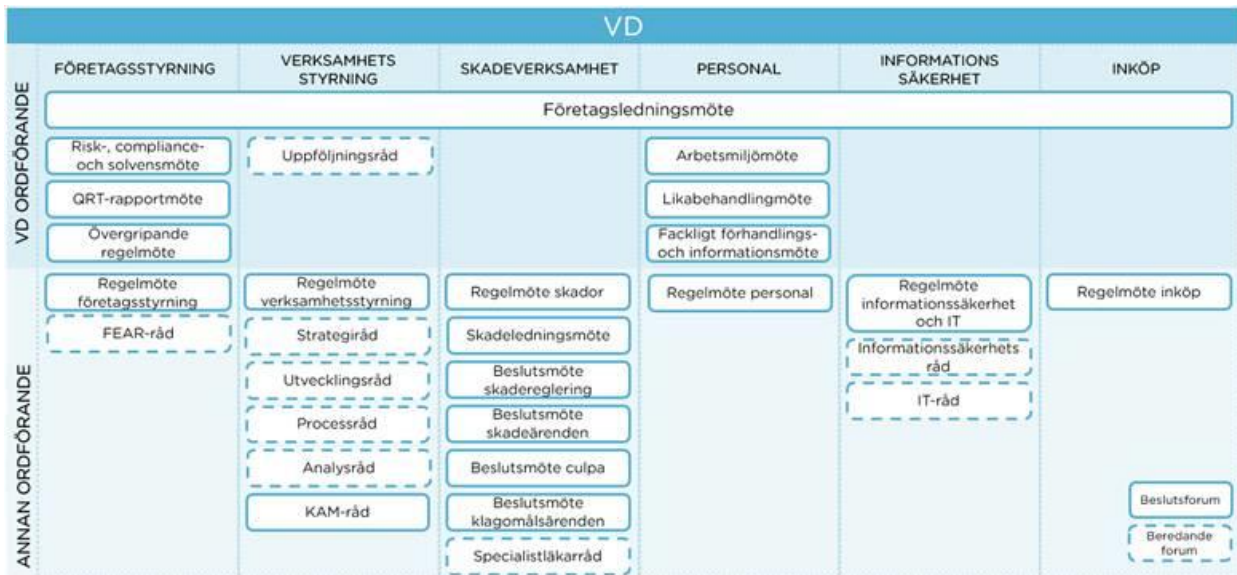 VD
FÖRETAGSSTYRNING
VERKSAMHETS
STYRNING
SKADEVERKSAMHET
PERSONAL
INFORMATIONS
SÄKERHET
INKÖP
VD ORDFÖRANDE
Företagsledningsmöte
Risk-, compliance-
och solvensmöte
Uppföljningsråd
Arbetsmiljömöte
QRT-rapportmöte
Likabehandlingmöte
Övergripande
regelmöte
Fackligt förhandlings-
och informationsmöte
ANNAN ORDFÖRANDE
Regelmöte
företagsstyrning
Regelmöte
verksamhetsstyrning
Regelmöte skador
Regelmöte personal
Regelmöte
informationssäkerhet
och IT
Regelmöte inköp
FEAR-råd
Strategiråd
Skadeledningsmöte
Informationssäkerhets
råd
Utvecklingsråd
Beslutsmöte
skadereglering
IT-råd
Processråd
Beslutsmöte
skadeärenden
Analysråd
Beslutsmöte culpa
KAM-råd
Beslutsmöte
klagomålsärenden
Specialistläkarråd
Beslutsforum
Beredande
forum